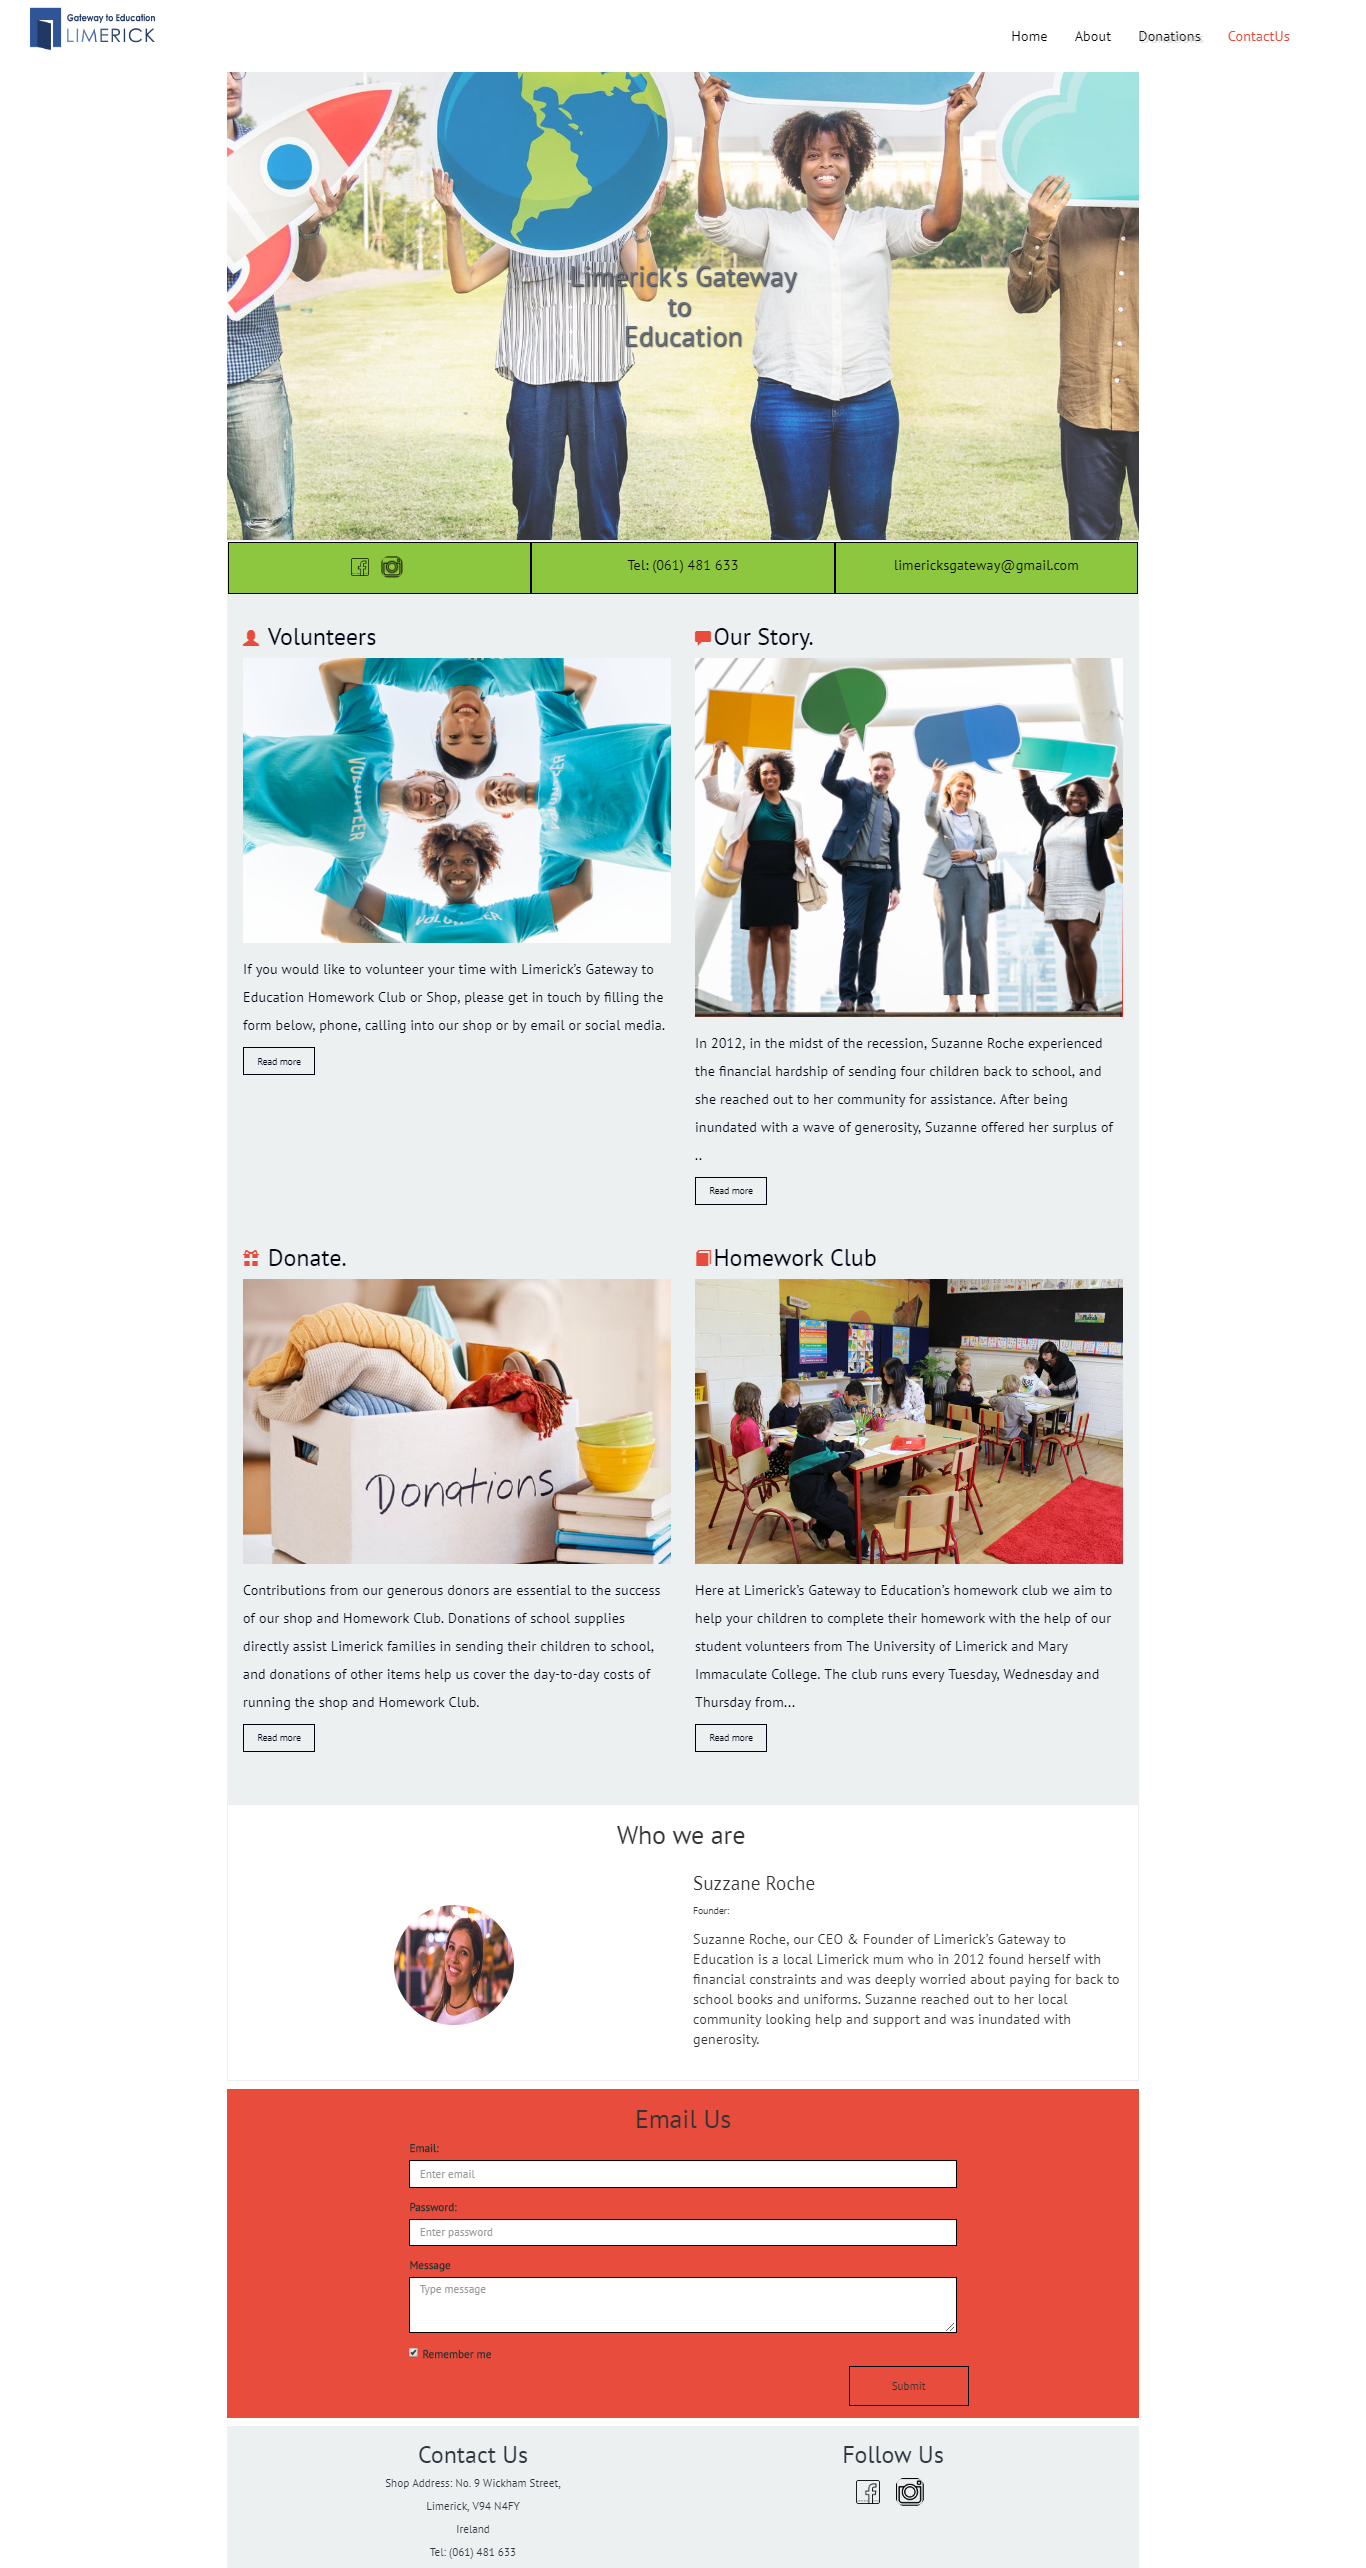 Gateway to Education
LIMERICK
Home About Donations ContactUs
Limerick's Gateway
to
Education
Tel: (061) 481 633
limericksgateway@gmail.com
Volunteers
VOLUNTEER
VOLUNTEER
VOLUNTEER
If you would like to volunteer your time with Limerick's Gateway to
Education Homework Club or Shop, please get in touch by filling the
form below, phone, calling into our shop or by email or social media.
Read more
Our Story.
In 2012, in the midst of the recession, Suzanne Roche experienced
the financial hardship of sending four children back to school, and
she reached out to her community for assistance. After being
inundated with a wave of generosity, Suzanne offered her surplus of
..
Read more
Donate.
Donations
Contributions from our generous donors are essential to the success
of our shop and Homework Club. Donations of school supplies
directly assist Limerick families in sending their children to school,
and donations of other items help us cover the day-to-day costs of
running the shop and Homework Club.
Read more
Homework Club
Here at Limerick's Gateway to Education's homework club we aim to
help your children to complete their homework with the help of our
student volunteers from The University of Limerick and Mary
Immaculate College. The club runs every Tuesday, Wednesday and
Thursday from...
Read more
Who we are
Suzzane Roche
Founder:
Suzanne Roche, our CEO & Founder of Limerick's Gateway to
Education is a local Limerick mum who in 2012 found herself with
financial constraints and was deeply worried about paying for back to
school books and uniforms. Suzanne reached out to her local
community looking help and support and was inundated with
generosity.
Email Us
Email:
Enter email
Password:
Enter password
Message
Type message
Remember me
Submit
Contact Us
Shop Address: No. 9 Wickham Street,
Limerick, V94 N4FY
Ireland
Tel: (061) 481 633
Follow Us